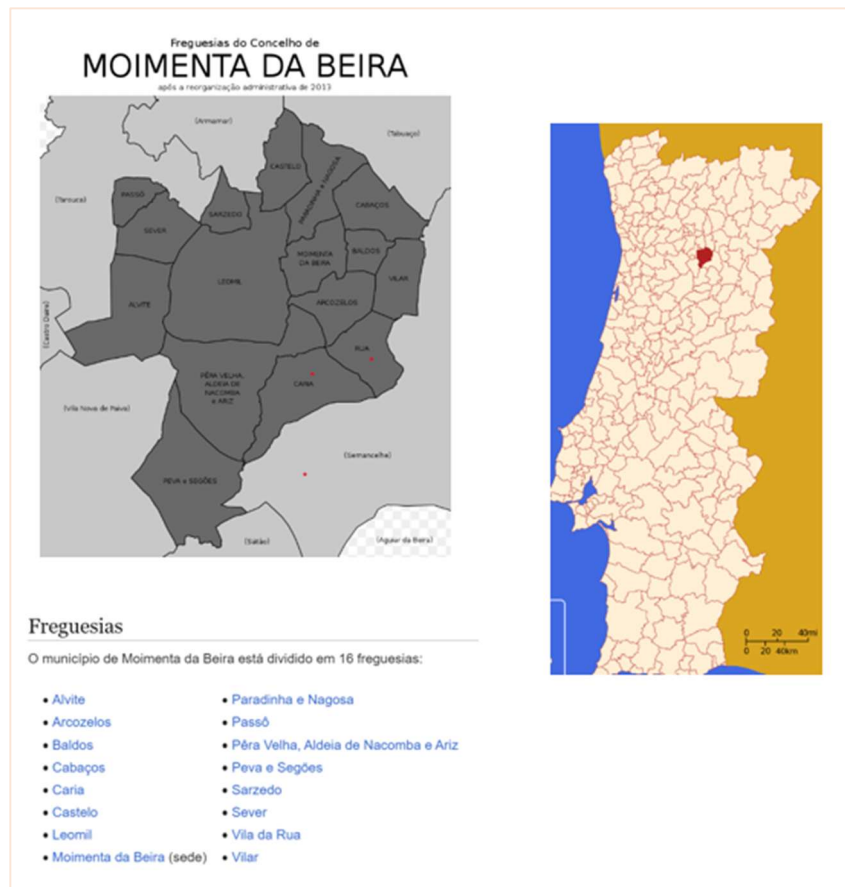 Freguesias do Concelho de
MOIMENTA DA BEIRA
após a reorganização administrativa de 2013
(Armamar)
(Tabuaço)
CASTELO
PARADINHA e NAGOSA
(Tarouca)
PASSÔ
SARZEDO
CABAÇOS
SEVER
MOIMENTA
DA BEIRA
BALDOS
LEOMIL
VILAR
ALVITE
ARCOZELOS
(Castro Daire)
RUA
PÊRA VELHA,
ALDEIA DE
NACOMBA
e ARIZ
CARIA
(Vila Nova de Paiva)
(Sernancelhe)
PEVA e SEGÕES
(Sátão)
(Aguiar da Beira)
0 20 40mi
0 20 40km
Freguesias
O município de Moimenta da Beira está dividido em 16 freguesias:
• Alvite
• Arcozelos
• Baldos
• Cabaços
• Caria
• Castelo
• Leomil
• Moimenta da Beira (sede)
• Paradinha e Nagosa
• Passô
• Pêra Velha, Aldeia de Nacomba e Ariz
• Peva e Segões
• Sarzedo
• Sever
• Vila da Rua
• Vilar